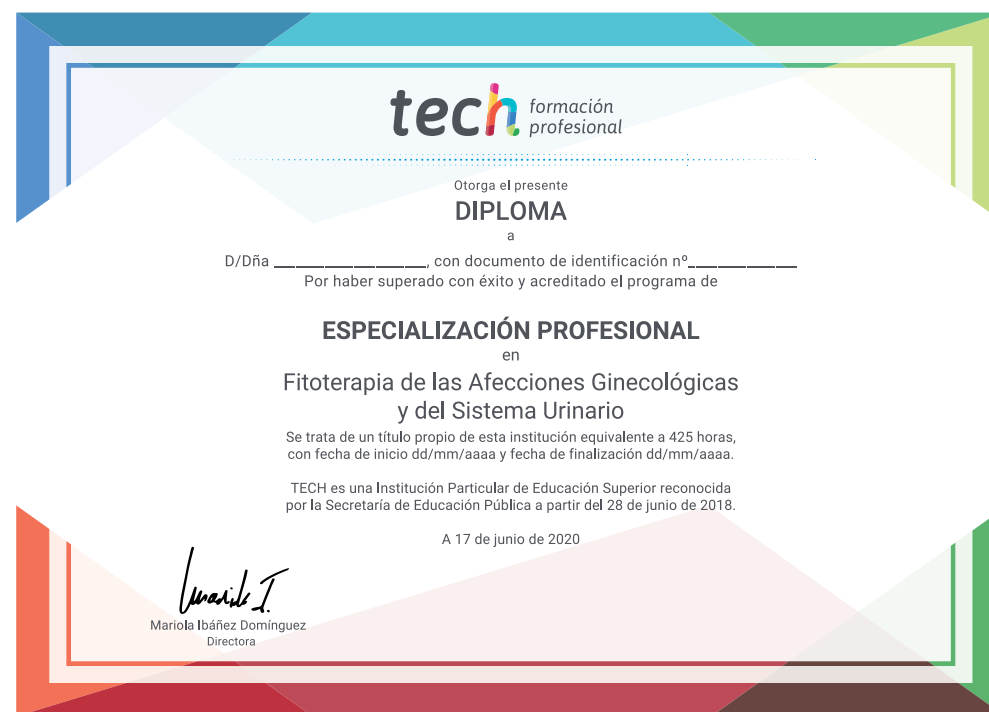 tech formación
profesional
Otorga el presente
DIPLOMA
a
D/Dña ____________________, con documento de identificación nº______________
Por haber superado con éxito y acreditado el programa de
ESPECIALIZACIÓN PROFESIONAL
en
Fitoterapia de las Afecciones Ginecológicas
y del Sistema Urinario
Se trata de un título propio de esta institución equivalente a 425 horas,
con fecha de inicio dd/mm/aaaa y fecha de finalización dd/mm/aaaa.
TECH es una Institución Particular de Educación Superior reconocida
por la Secretaría de Educación Pública a partir del 28 de junio de 2018.
A 17 de junio de 2020
Mariola Ibáñez Domínguez
Directora